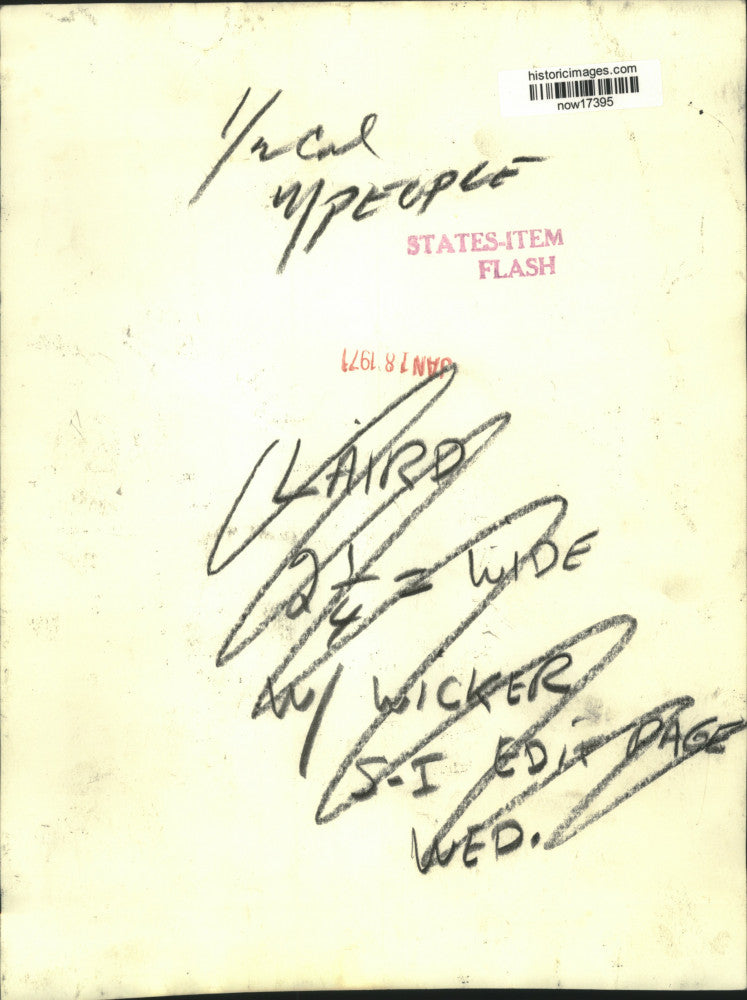 historicimages.com
now17395
1/2 Col
w/PEOPLE
STATES-ITEM
FLASH
JAN 18 1971
LAIRD
2 1/4 = WIDE
w/ WICKER
S-I EDIT PAGE
WED.